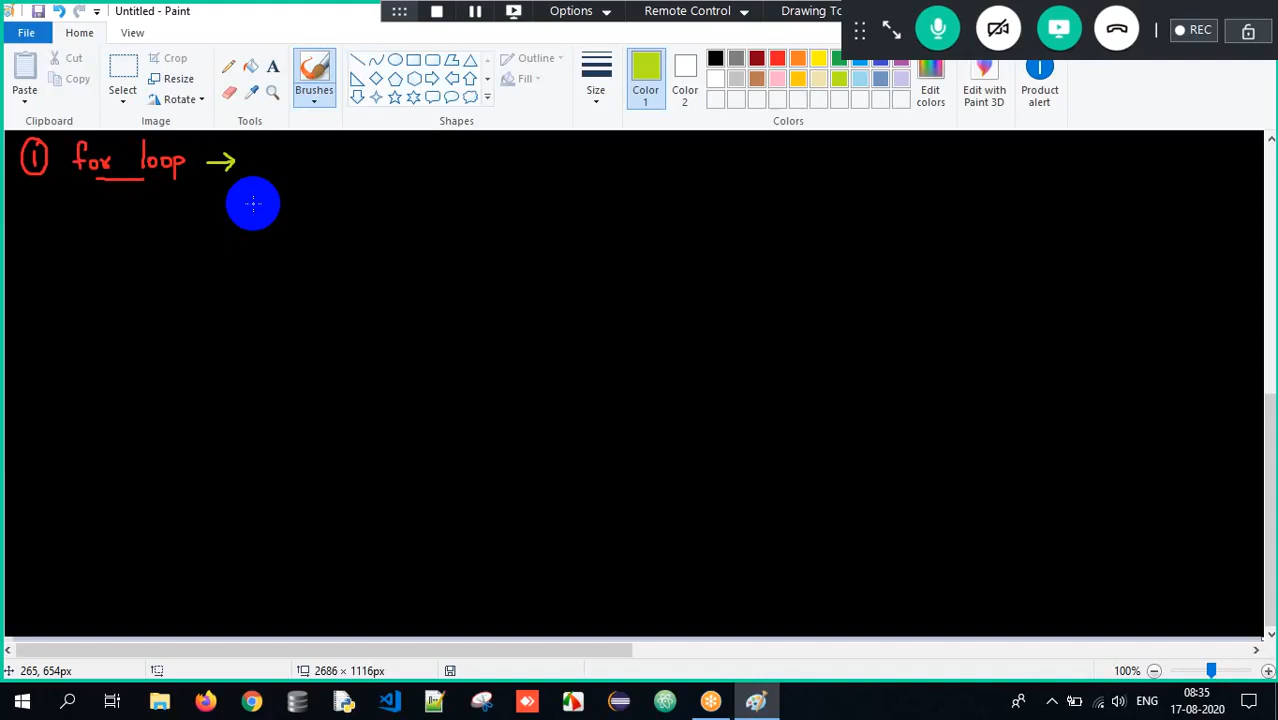 Untitled - Paint
Options Remote Control Drawing To
REC
File Home View
Paste Cut Copy
Clipboard
Select Crop Resize Rotate
Image
Tools
Brushes
Shapes
Outline Fill
Size
Color 1
Color 2
Colors
Edit colors
Edit with Paint 3D
Product alert
① for loop →
265, 654px 2686 × 1116px 100%
ENG 08:35 17-08-2020